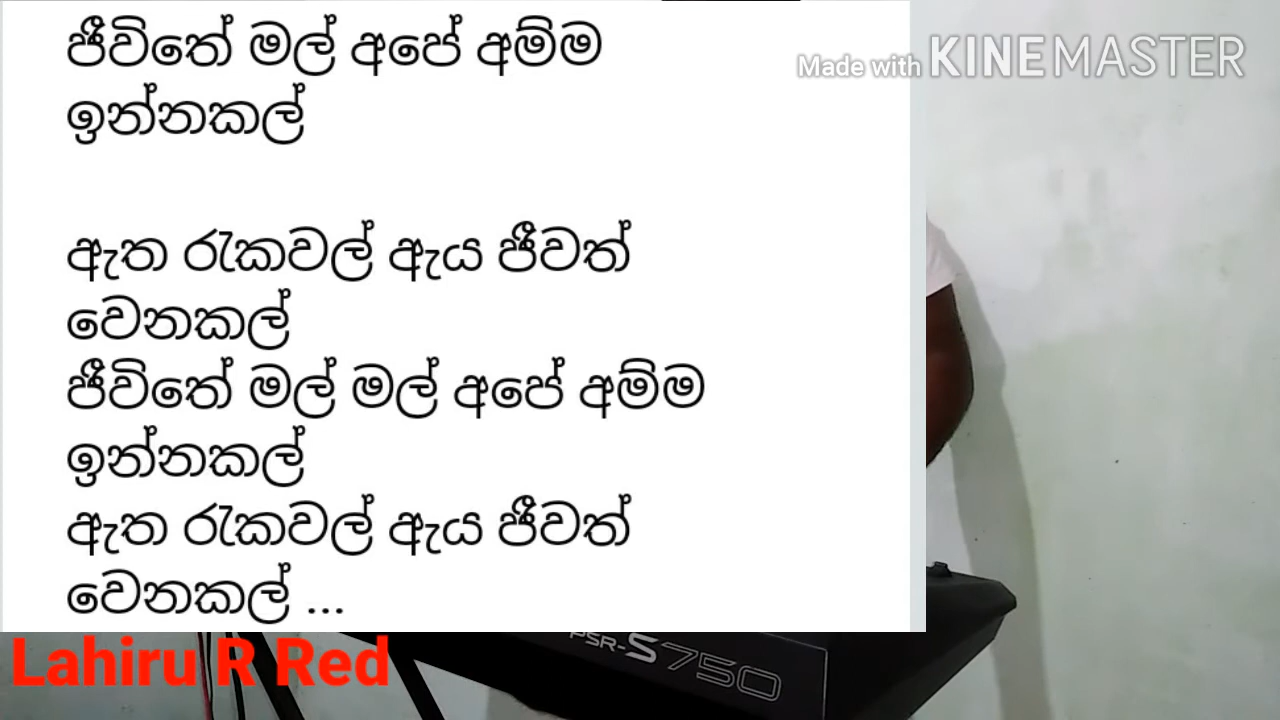 ජීවිතේ මල් අපේ අම්ම
ඉන්නකල්
Made with KINEMASTER
ඇත රැකවල් ඇය ජීවත්
වෙනකල්
ජීවිතේ මල් මල් අපේ අම්ම
ඉන්නකල්
ඇත රැකවල් ඇය ජීවත්
වෙනකල් ...
Lahiru R Red
PSR-S750